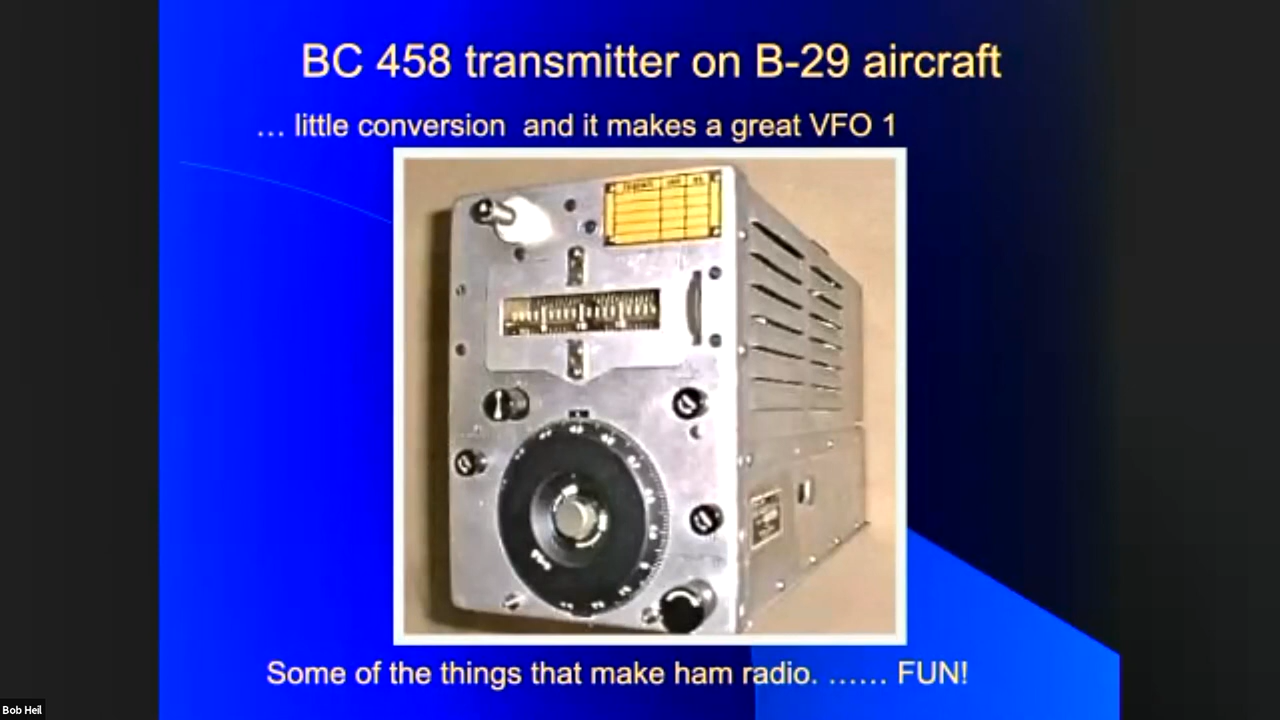 BC 458 transmitter on B-29 aircraft
… little conversion and it makes a great VFO 1
Some of the things that make ham radio. …… FUN!
Bob Heil